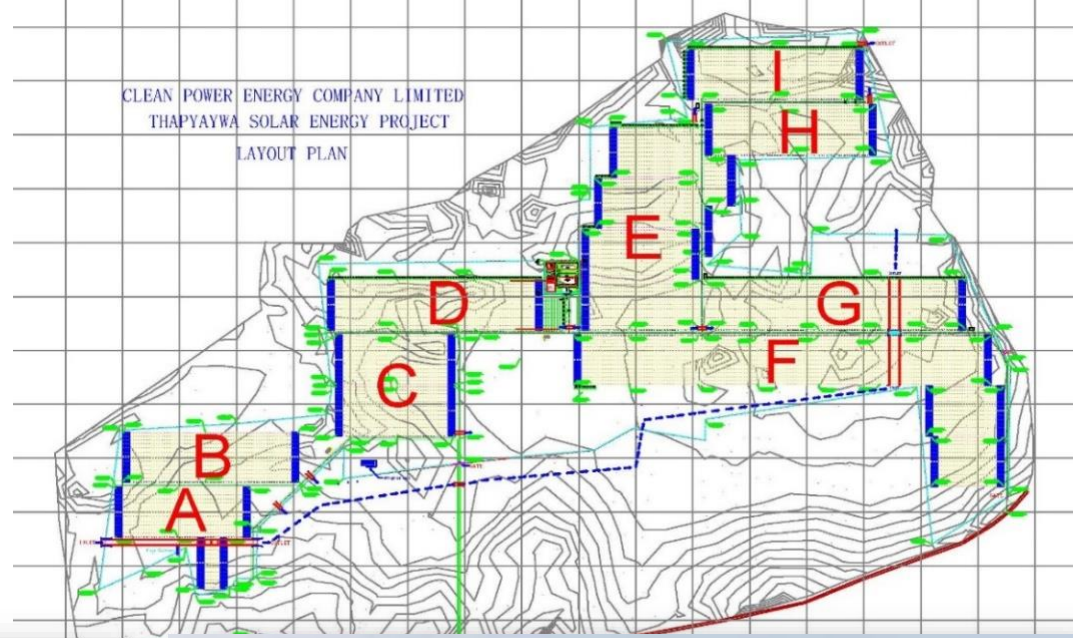 CLEAN POWER ENERGY COMPANY LIMITED
THAPYAYWA SOLAR ENERGY PROJECT
LAYOUT PLAN
I
H
E
D
G
F
C
B
A